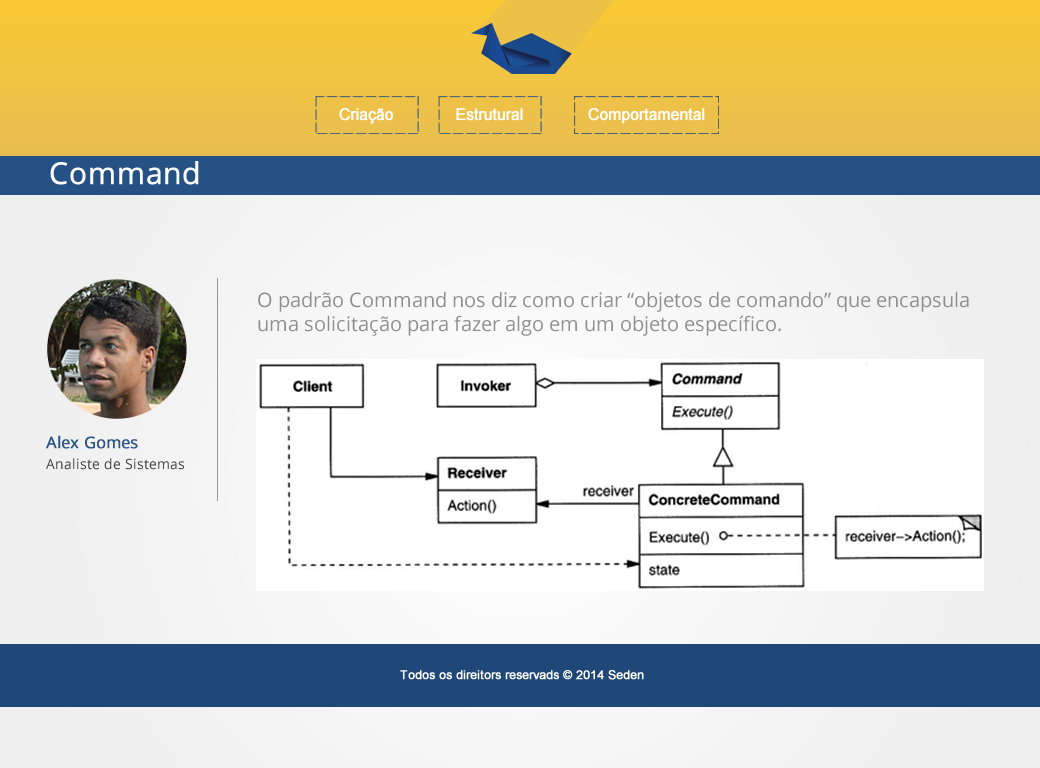 Criação Estrutural Comportamental
Command
O padrão Command nos diz como criar “objetos de comando” que encapsula
uma solicitação para fazer algo em um objeto específico.
Client Invoker Command
Execute()
Receiver
Action()
receiver
ConcreteCommand
Execute()
receiver–>Action();
state
Alex Gomes
Analiste de Sistemas
Todos os direitors reservads © 2014 Seden